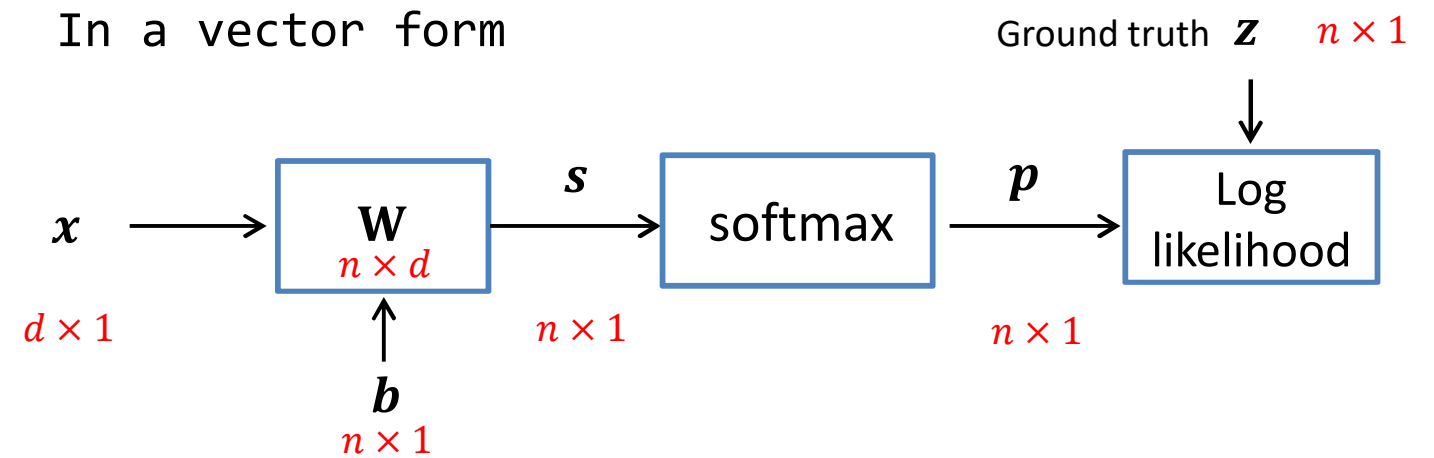 In a vector form
Ground truth z n × 1
x
W
n × d
s
softmax
p
Log
likelihood
d × 1
n × 1
n × 1
b
n × 1